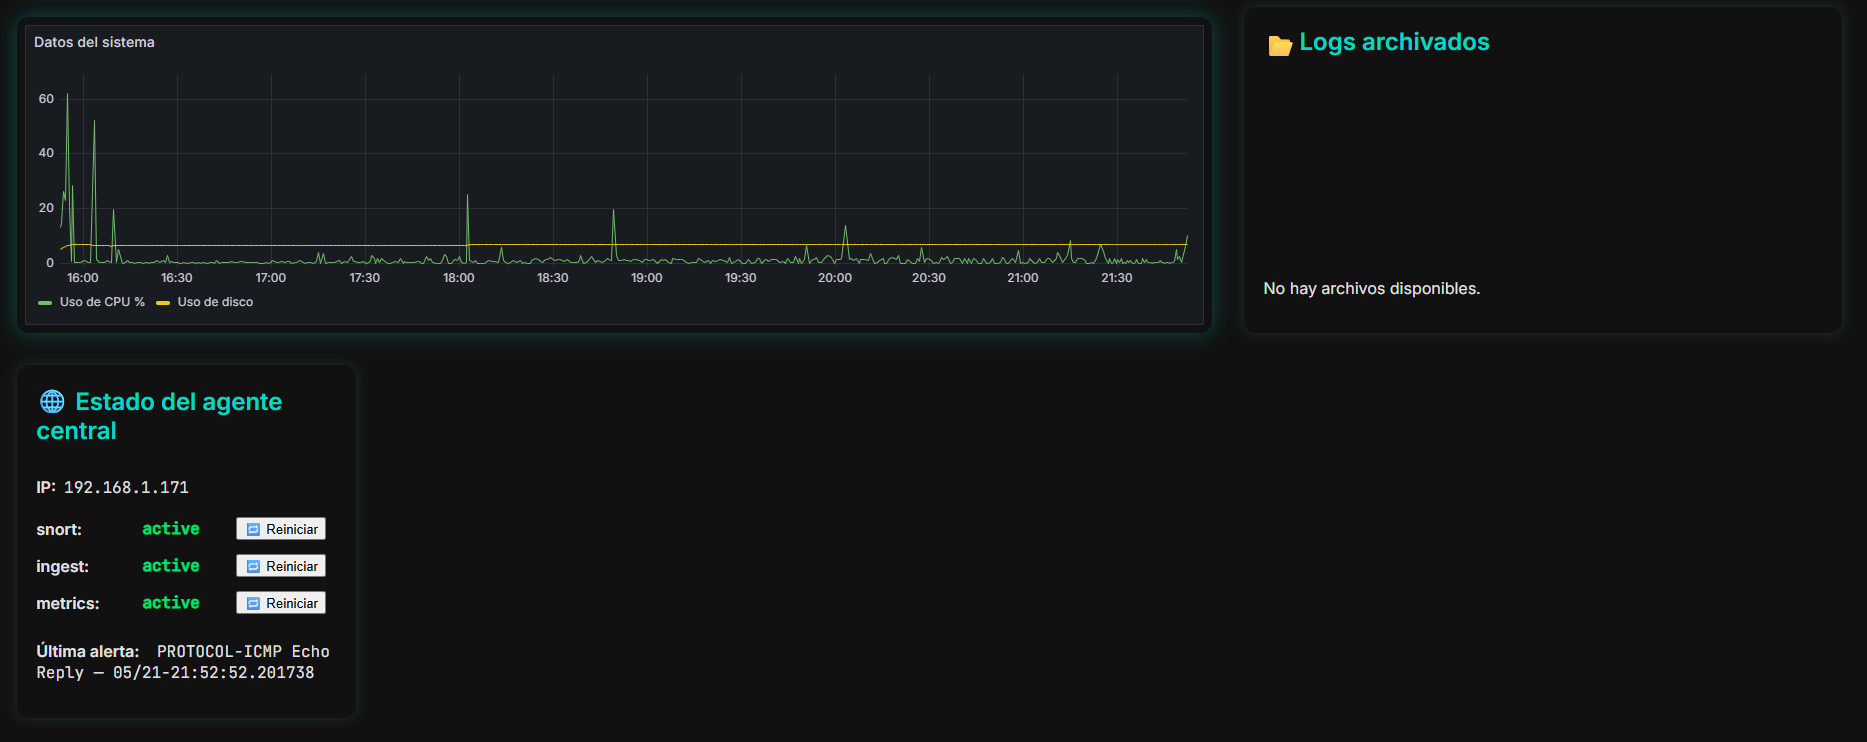 Datos del sistema
60
40
20
0
16:00 16:30 17:00 17:30 18:00 18:30 19:00 19:30 20:00 20:30 21:00 21:30
Uso de CPU % Uso de disco
Logs archivados
No hay archivos disponibles.
Estado del agente
central
IP: 192.168.1.171
snort: active Reiniciar
ingest: active Reiniciar
metrics: active Reiniciar
Última alerta: PROTOCOL-ICMP Echo
Reply — 05/21-21:52:52.201738